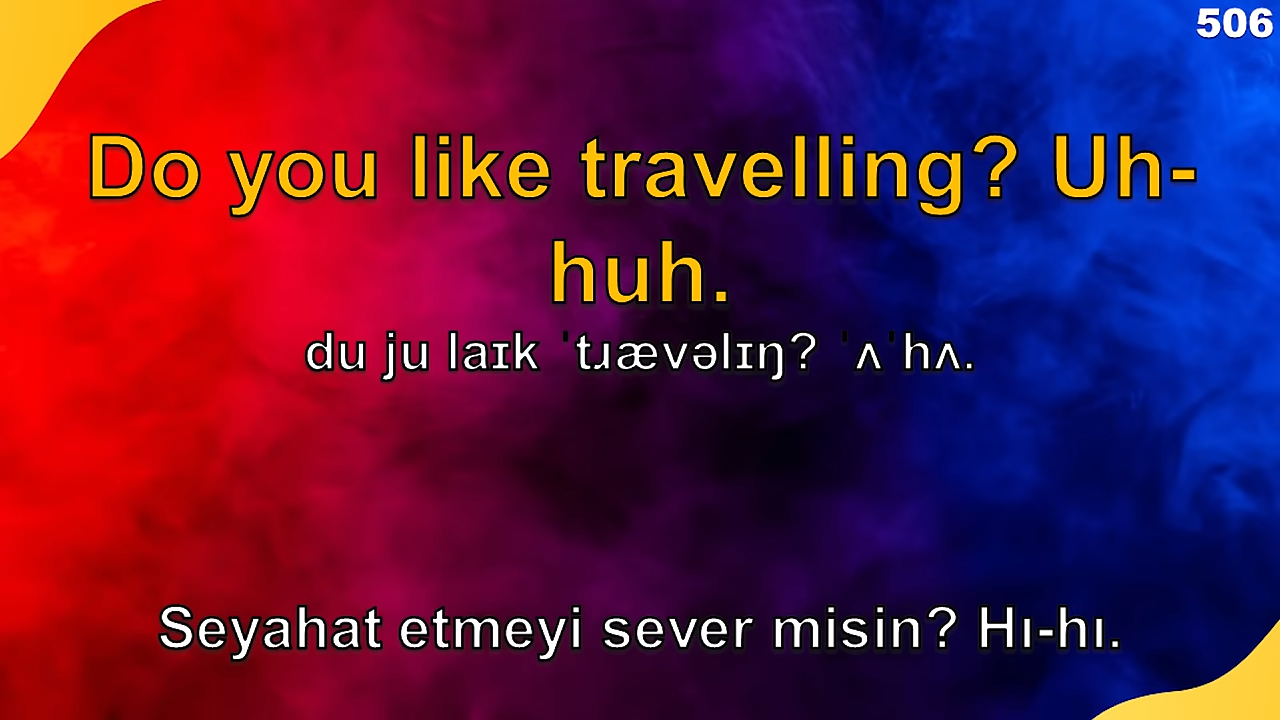 506
Do you like travelling? Uh-
huh.
du ju laɪk ˈtɹævəlɪŋ? ˈʌˈhʌ.
Seyahat etmeyi sever misin? Hı-hı.